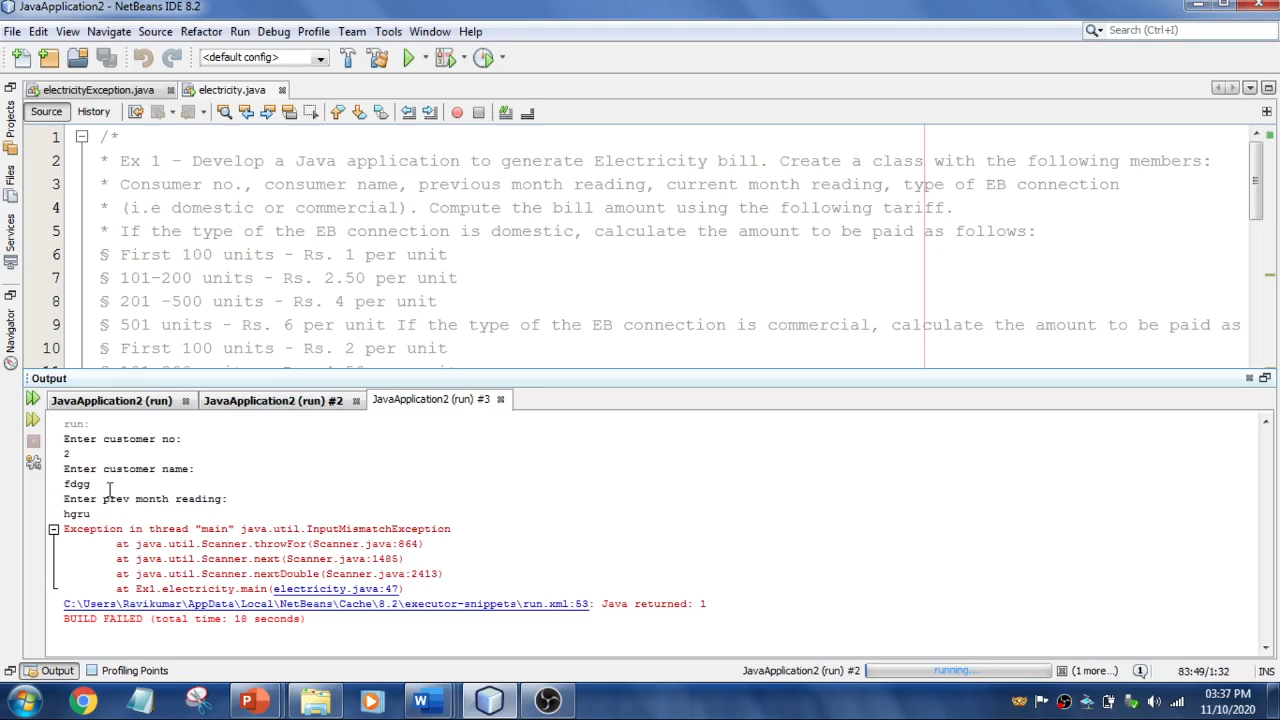 JavaApplication2 - NetBeans IDE 8.2
File Edit View Navigate Source Refactor Run Debug Profile Team Tools Window Help
Search (Ctrl+I)
<default config>
electricityException.java electricity.java
Source History
Projects
Files
Services
Navigator
1 /*
2 * Ex 1 - Develop a Java application to generate Electricity bill. Create a class with the following members:
3 * Consumer no., consumer name, previous month reading, current month reading, type of EB connection
4 * (i.e domestic or commercial). Compute the bill amount using the following tariff.
5 * If the type of the EB connection is domestic, calculate the amount to be paid as follows:
6 § First 100 units - Rs. 1 per unit
7 § 101-200 units - Rs. 2.50 per unit
8 § 201 -500 units - Rs. 4 per unit
9 § 501 units - Rs. 6 per unit If the type of the EB connection is commercial, calculate the amount to be paid as
10 § First 100 units - Rs. 2 per unit
Output
JavaApplication2 (run) JavaApplication2 (run) #2 JavaApplication2 (run) #3
run:
Enter customer no:
2
Enter customer name:
fdgg
Enter prev month reading:
hgru
Exception in thread "main" java.util.InputMismatchException
at java.util.Scanner.throwFor(Scanner.java:864)
at java.util.Scanner.next(Scanner.java:1485)
at java.util.Scanner.nextDouble(Scanner.java:2413)
at Ex1.electricity.main(electricity.java:47)
C:\Users\Ravikumar\AppData\Local\NetBeans\Cache\8.2\executor-snippets\run.xml:53: Java returned: 1
BUILD FAILED (total time: 18 seconds)
Output Profiling Points JavaApplication2 (run) #2 running... (1 more...) 83:49/1:32 INS
03:37 PM
11/10/2020